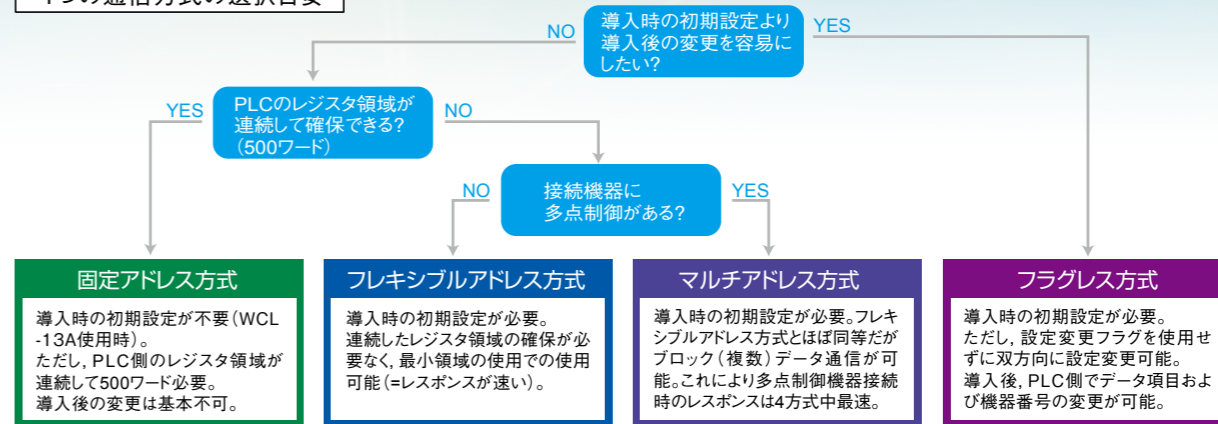 4つの通信方式の選択目安
導入時の初期設定より
導入後の変更を容易に
したい?
NO
YES
PLCのレジスタ領域が
連続して確保できる?
(500ワード)
YES
NO
接続機器に
多点制御がある?
NO
YES
固定アドレス方式
導入時の初期設定が不要(WCL
-13A使用時)。
ただし,PLC側のレジスタ領域が
連続して500ワード必要。
導入後の変更は基本不可。
フレキシブルアドレス方式
導入時の初期設定が必要。
連続したレジスタ領域の確保が必
要なく,最小領域の使用での使用
可能(=レスポンスが速い)。
マルチアドレス方式
導入時の初期設定が必要。フレキ
シブルアドレス方式とほぼ同等だが
ブロック(複数)データ通信が可
能。これにより多点制御機器接続
時のレスポンスは4方式中最速。
フラグレス方式
導入時の初期設定が必要。
ただし,設定変更フラグを使用せ
ずに双方向に設定変更可能。
導入後,PLC側でデータ項目およ
び機器番号の変更が可能。